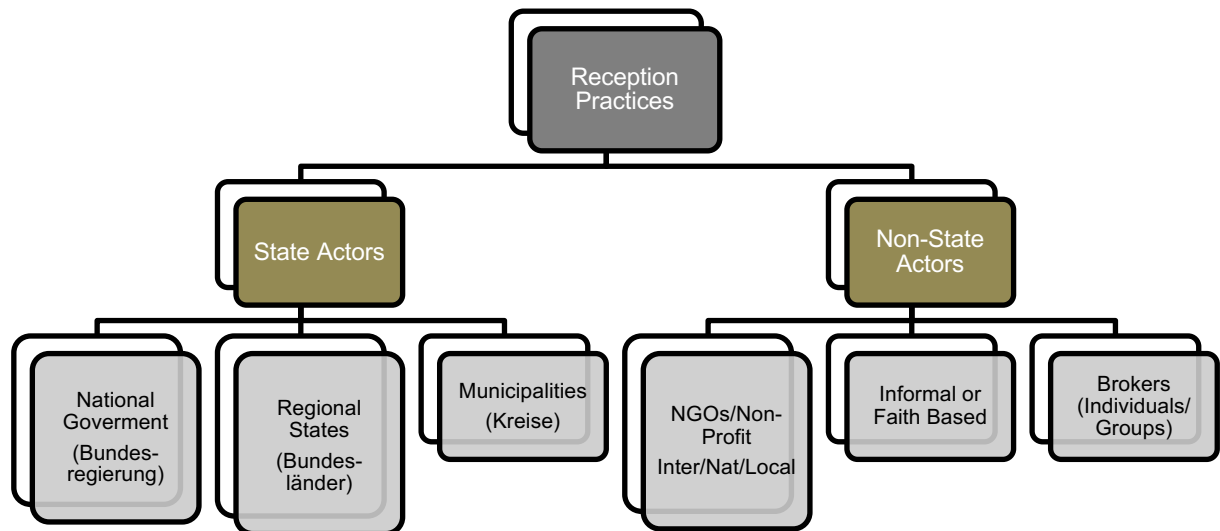 Reception
Practices
State Actors
Non-State
Actors
National
Goverment
(Bundes-
regierung)
Regional
States
(Bundes-
länder)
Municipalities
(Kreise)
NGOs/Non-
Profit
Inter/Nat/Local
Informal or
Faith Based
Brokers
(Individuals/
Groups)